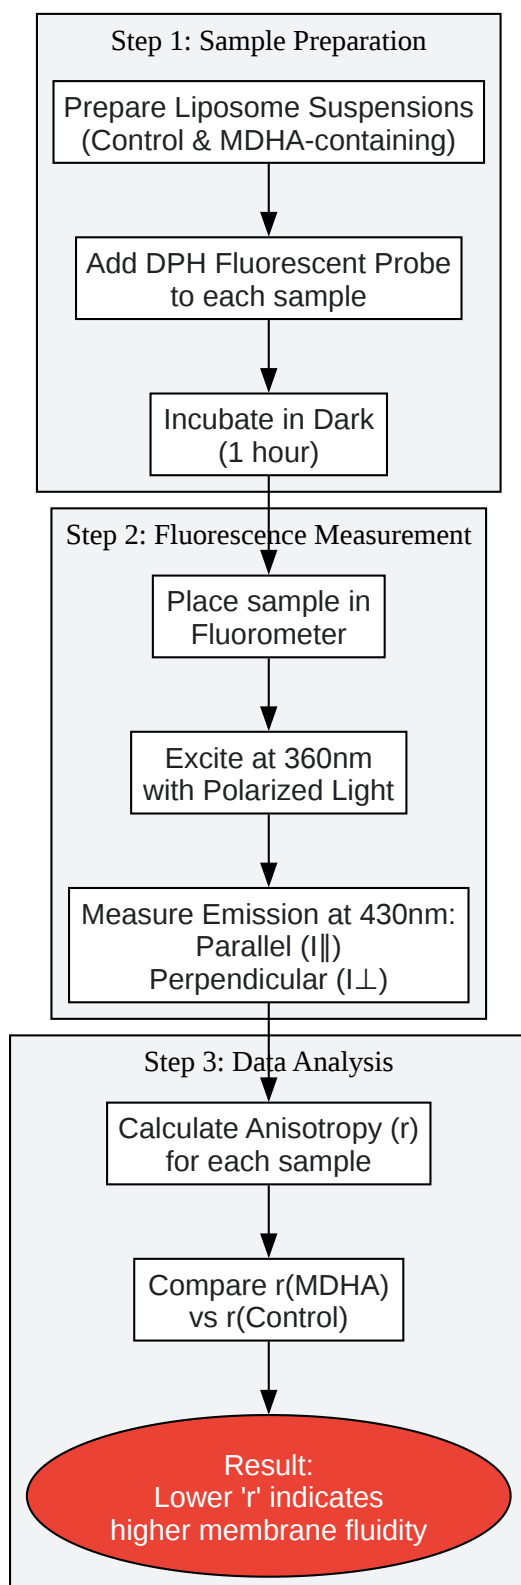 Step 1: Sample Preparation
Prepare Liposome Suspensions
(Control & MDHA-containing)
Add DPH Fluorescent Probe
to each sample
Incubate in Dark
(1 hour)
Step 2: Fluorescence Measurement
Place sample in
Fluorometer
Excite at 360nm
with Polarized Light
Measure Emission at 430nm:
Parallel (I∥)
Perpendicular (I⊥)
Step 3: Data Analysis
Calculate Anisotropy (r)
for each sample
Compare r(MDHA)
vs r(Control)
Result:
Lower 'r' indicates
higher membrane fluidity